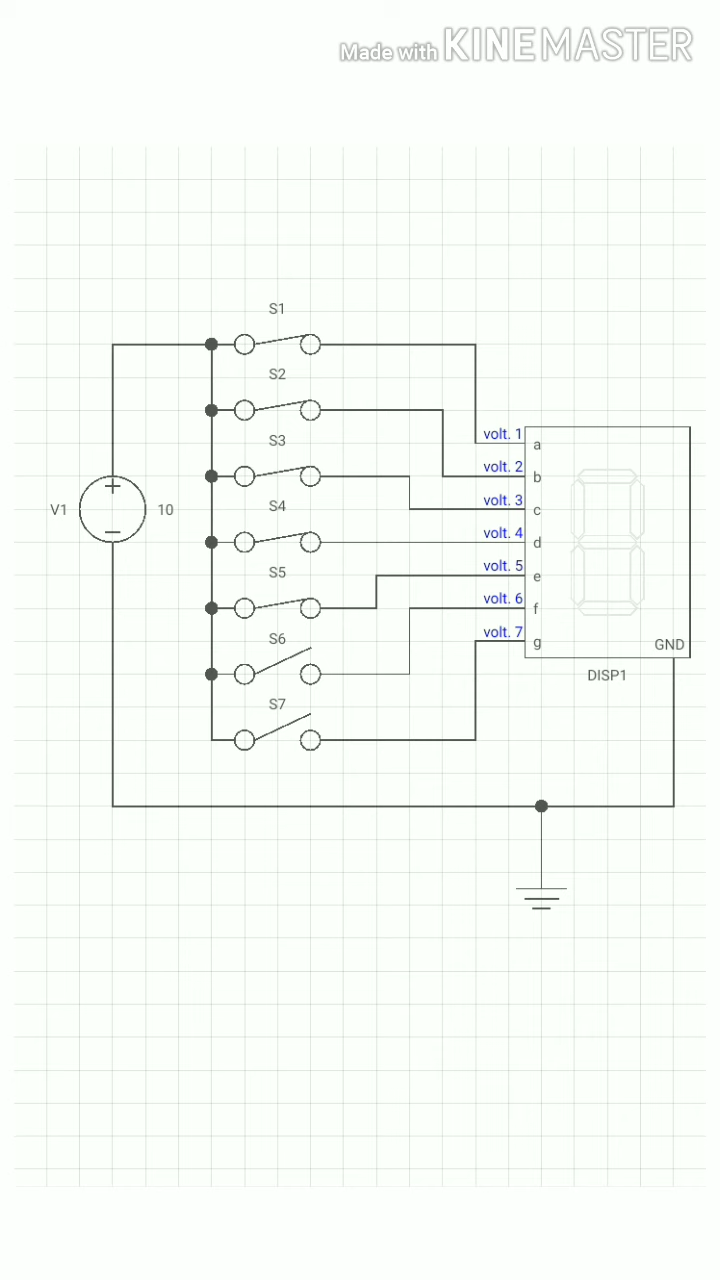 Made with KINEMASTER
S1
S2
S3
S4
S5
S6
S7
V1
10
volt. 1
volt. 2
volt. 3
volt. 4
volt. 5
volt. 6
volt. 7
a
b
c
d
e
f
g
GND
DISP1